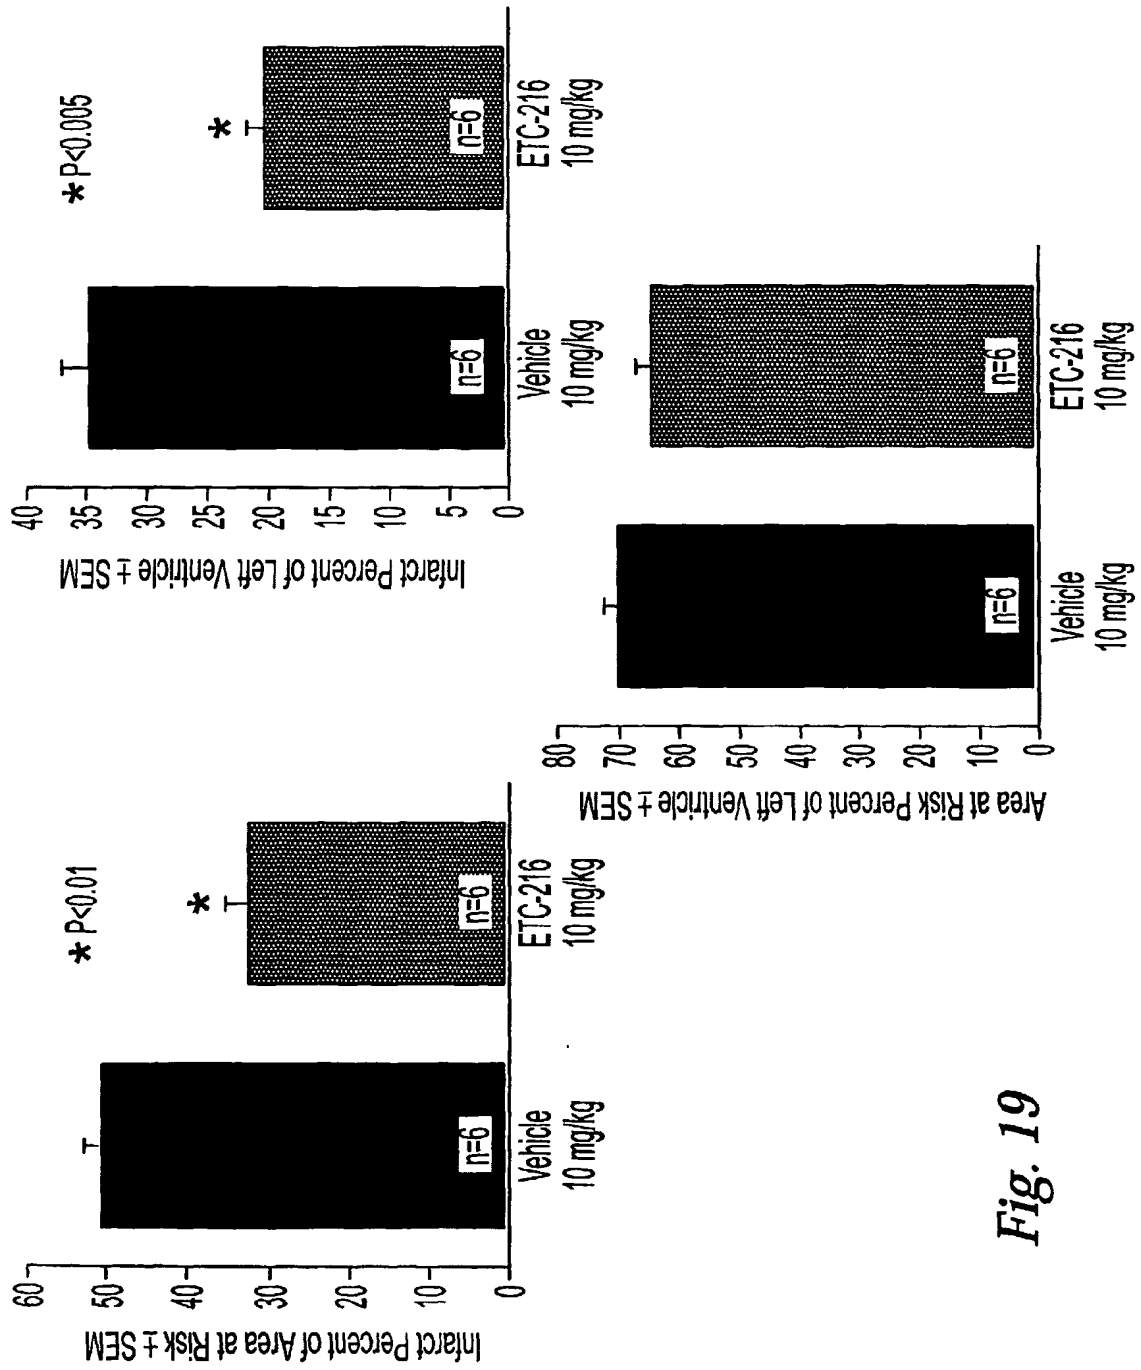 Infarct Percent of Area at Risk ± SEM
60
50
40
30
20
10
0
* P<0.01
*
n=6
n=6
Vehicle
10 mg/kg
ETC-216
10 mg/kg
Infarct Percent of Left Ventricle ± SEM
40
35
30
25
20
15
10
5
0
* P<0.005
*
n=6
n=6
Vehicle
10 mg/kg
ETC-216
10 mg/kg
Area at Risk Percent of Left Ventricle ± SEM
80
70
60
50
40
30
20
10
0
n=6
n=6
Vehicle
10 mg/kg
ETC-216
10 mg/kg
Fig. 19